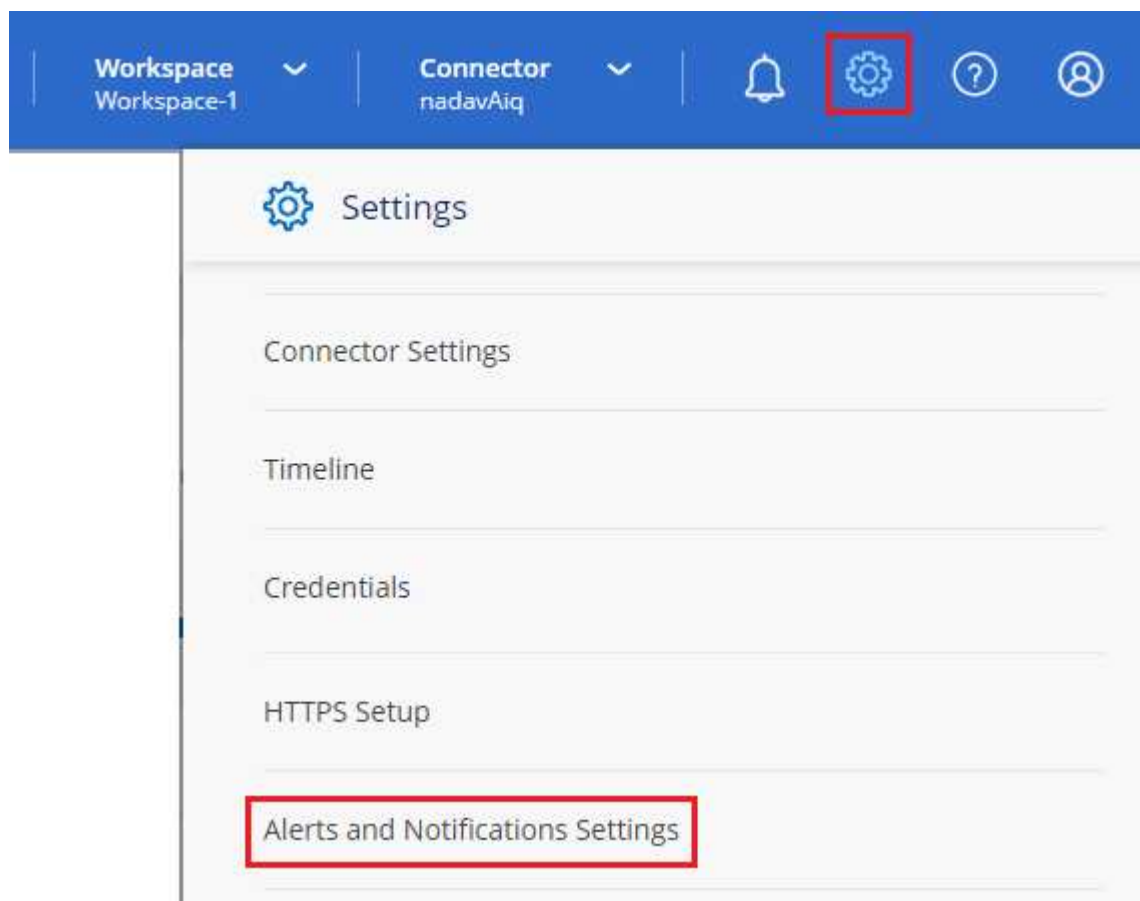 Workspace
Workspace-1
Connector
nadavAiq
Settings
Connector Settings
Timeline
Credentials
HTTPS Setup
Alerts and Notifications Settings